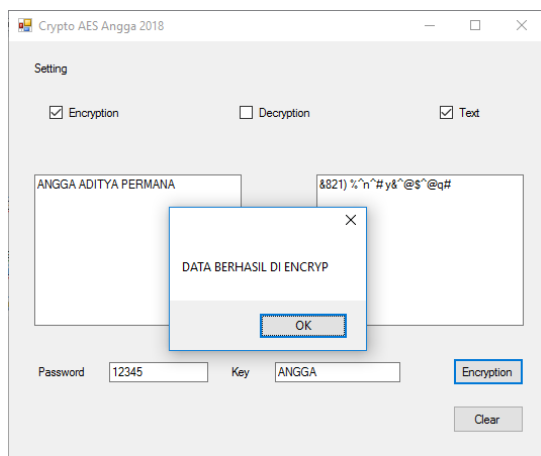 Crypto AES Angga 2018
Setting
Encryption Decryption Text
ANGGA ADITYA PERMANA &821) %^n^# y&^@$^@q#
DATA BERHASIL DI ENCRYP
OK
Password 12345 Key ANGGA Encryption
Clear